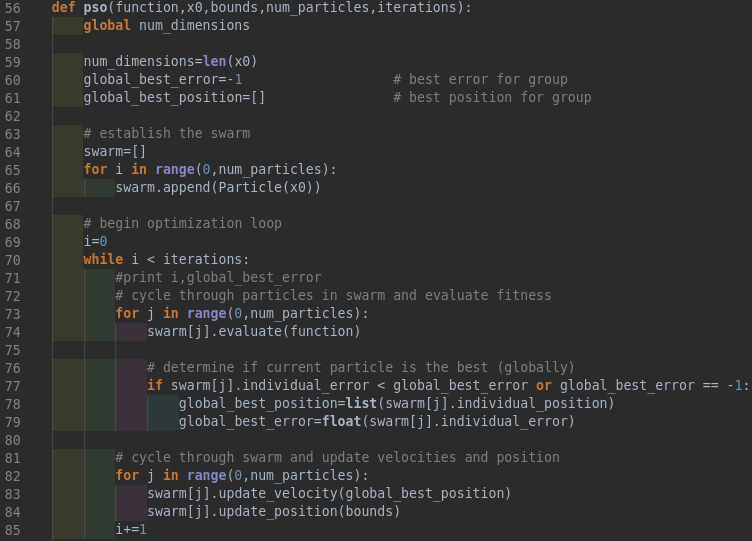 56 def pso(function,x0,bounds,num_particles,iterations):
57     global num_dimensions
58
59     num_dimensions=len(x0)
60     global_best_error=-1                   # best error for group
61     global_best_position=[]                # best position for group
62
63     # establish the swarm
64     swarm=[]
65     for i in range(0,num_particles):
66         swarm.append(Particle(x0))
67
68     # begin optimization loop
69     i=0
70     while i < iterations:
71         #print i,global_best_error
72         # cycle through particles in swarm and evaluate fitness
73         for j in range(0,num_particles):
74             swarm[j].evaluate(function)
75
76             # determine if current particle is the best (globally)
77             if swarm[j].individual_error < global_best_error or global_best_error == -1:
78                 global_best_position=list(swarm[j].individual_position)
79                 global_best_error=float(swarm[j].individual_error)
80
81         # cycle through swarm and update velocities and position
82         for j in range(0,num_particles):
83             swarm[j].update_velocity(global_best_position)
84             swarm[j].update_position(bounds)
85         i+=1